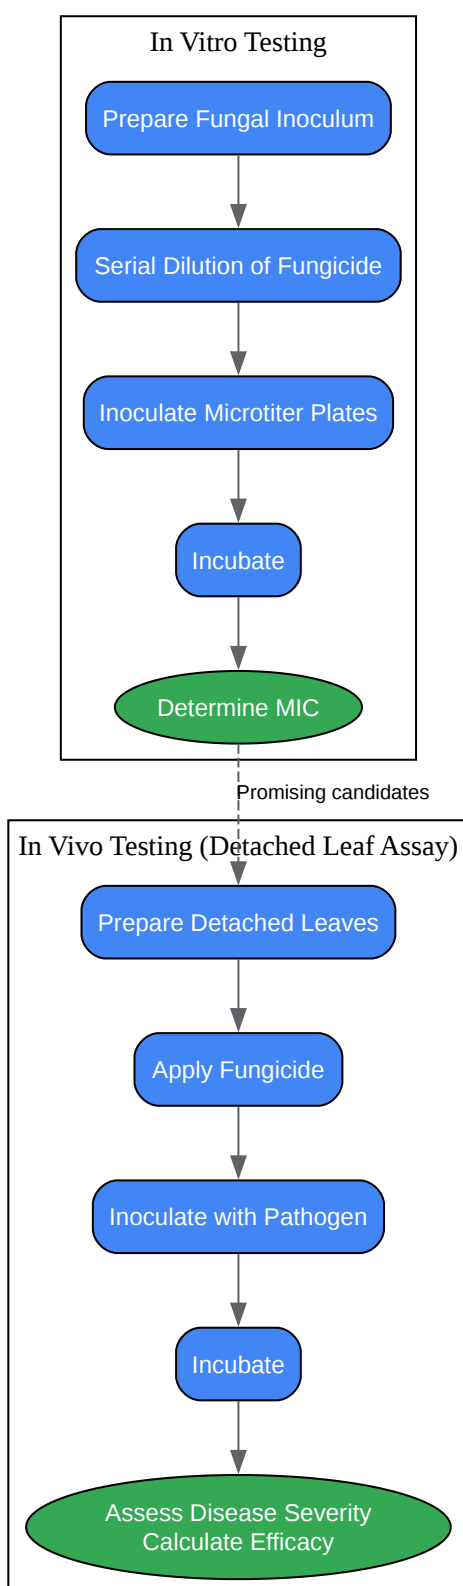 In Vitro Testing
Prepare Fungal Inoculum
Serial Dilution of Fungicide
Inoculate Microtiter Plates
Incubate
Determine MIC
Promising candidates
In Vivo Testing (Detached Leaf Assay)
Prepare Detached Leaves
Apply Fungicide
Inoculate with Pathogen
Incubate
Assess Disease Severity
Calculate Efficacy